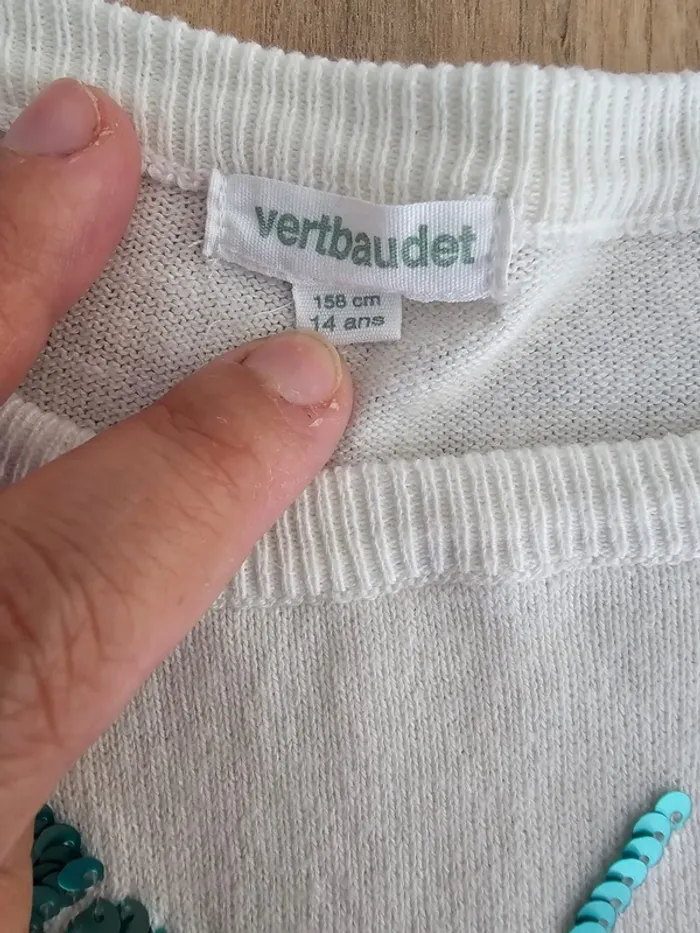 vertbaudet
158 cm
14 ans